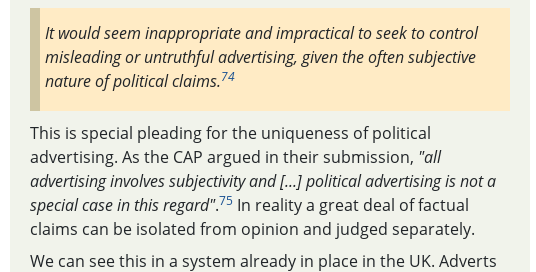 It would seem inappropriate and impractical to seek to control
misleading or untruthful advertising, given the often subjective
nature of political claims.74
This is special pleading for the uniqueness of political
advertising. As the CAP argued in their submission, "all
advertising involves subjectivity and [...] political advertising is not a
special case in this regard".75 In reality a great deal of factual
claims can be isolated from opinion and judged separately.
We can see this in a system already in place in the UK. Adverts